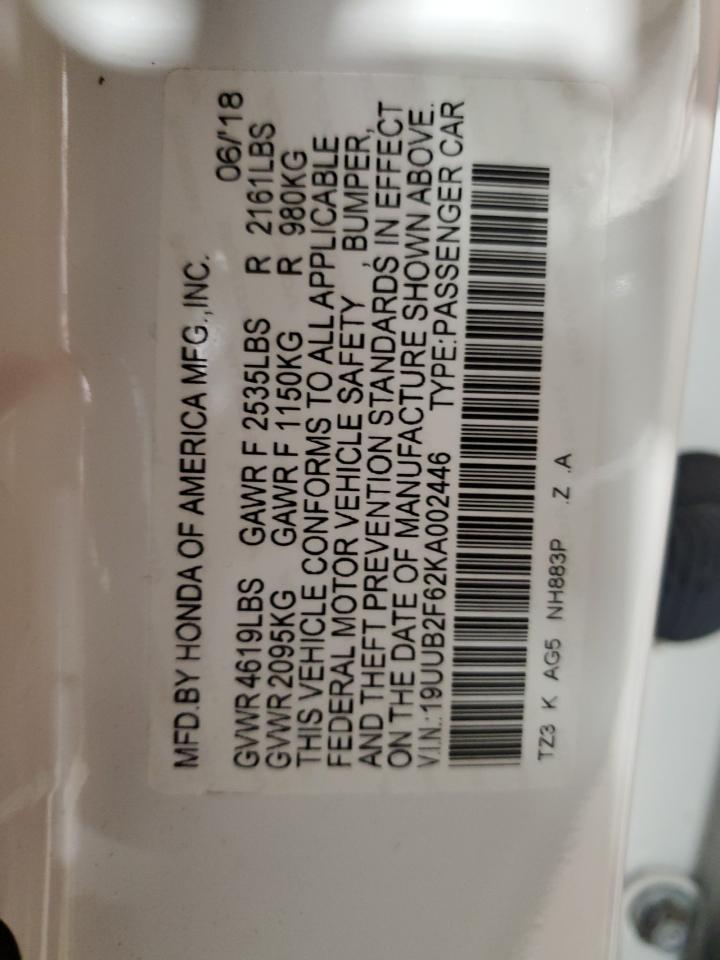 MFD.BY HONDA OF AMERICA MFG.,INC. 06/'18
GVWR 4619LBS GAWR F 2535LBS R 2161LBS
GVWR 2095KG GAWR F 1150KG R 980KG
THIS VEHICLE CONFORMS TO ALL APPLICABLE
FEDERAL MOTOR VEHICLE SAFETY , BUMPER,
AND THEFT PREVENTION STANDARDS IN EFFECT
ON THE DATE OF MANUFACTURE SHOWN ABOVE.
V.I.N.:19UUB2F62KA002446 TYPE:PASSENGER CAR
TZ3 K AG5 NH883P .Z .A